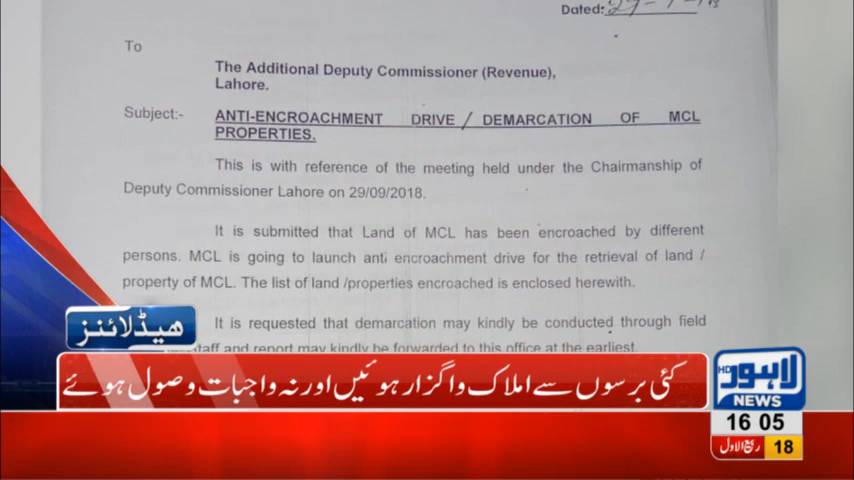 Dated:
To
The Additional Deputy Commissioner (Revenue),
Lahore.
Subject:- ANTI-ENCROACHMENT DRIVE / DEMARCATION OF MCL
PROPERTIES.
This is with reference of the meeting held under the Chairmanship of
Deputy Commissioner Lahore on 29/09/2018.
It is submitted that Land of MCL has been encroached by different
persons. MCL is going to launch anti encroachment drive for the retrieval of land /
property of MCL. The list of land /properties encroached is enclosed herewith.
It is requested that demarcation may kindly be conducted through field
staff and report may kindly be forwarded to this office at the earliest.
ہیڈلائنز
کئی برسوں سے املاک واگزار ہوئیں اور نہ واجبات وصول ہوئے
لاہور HD
NEWS
16 05
18 ربیع الاول